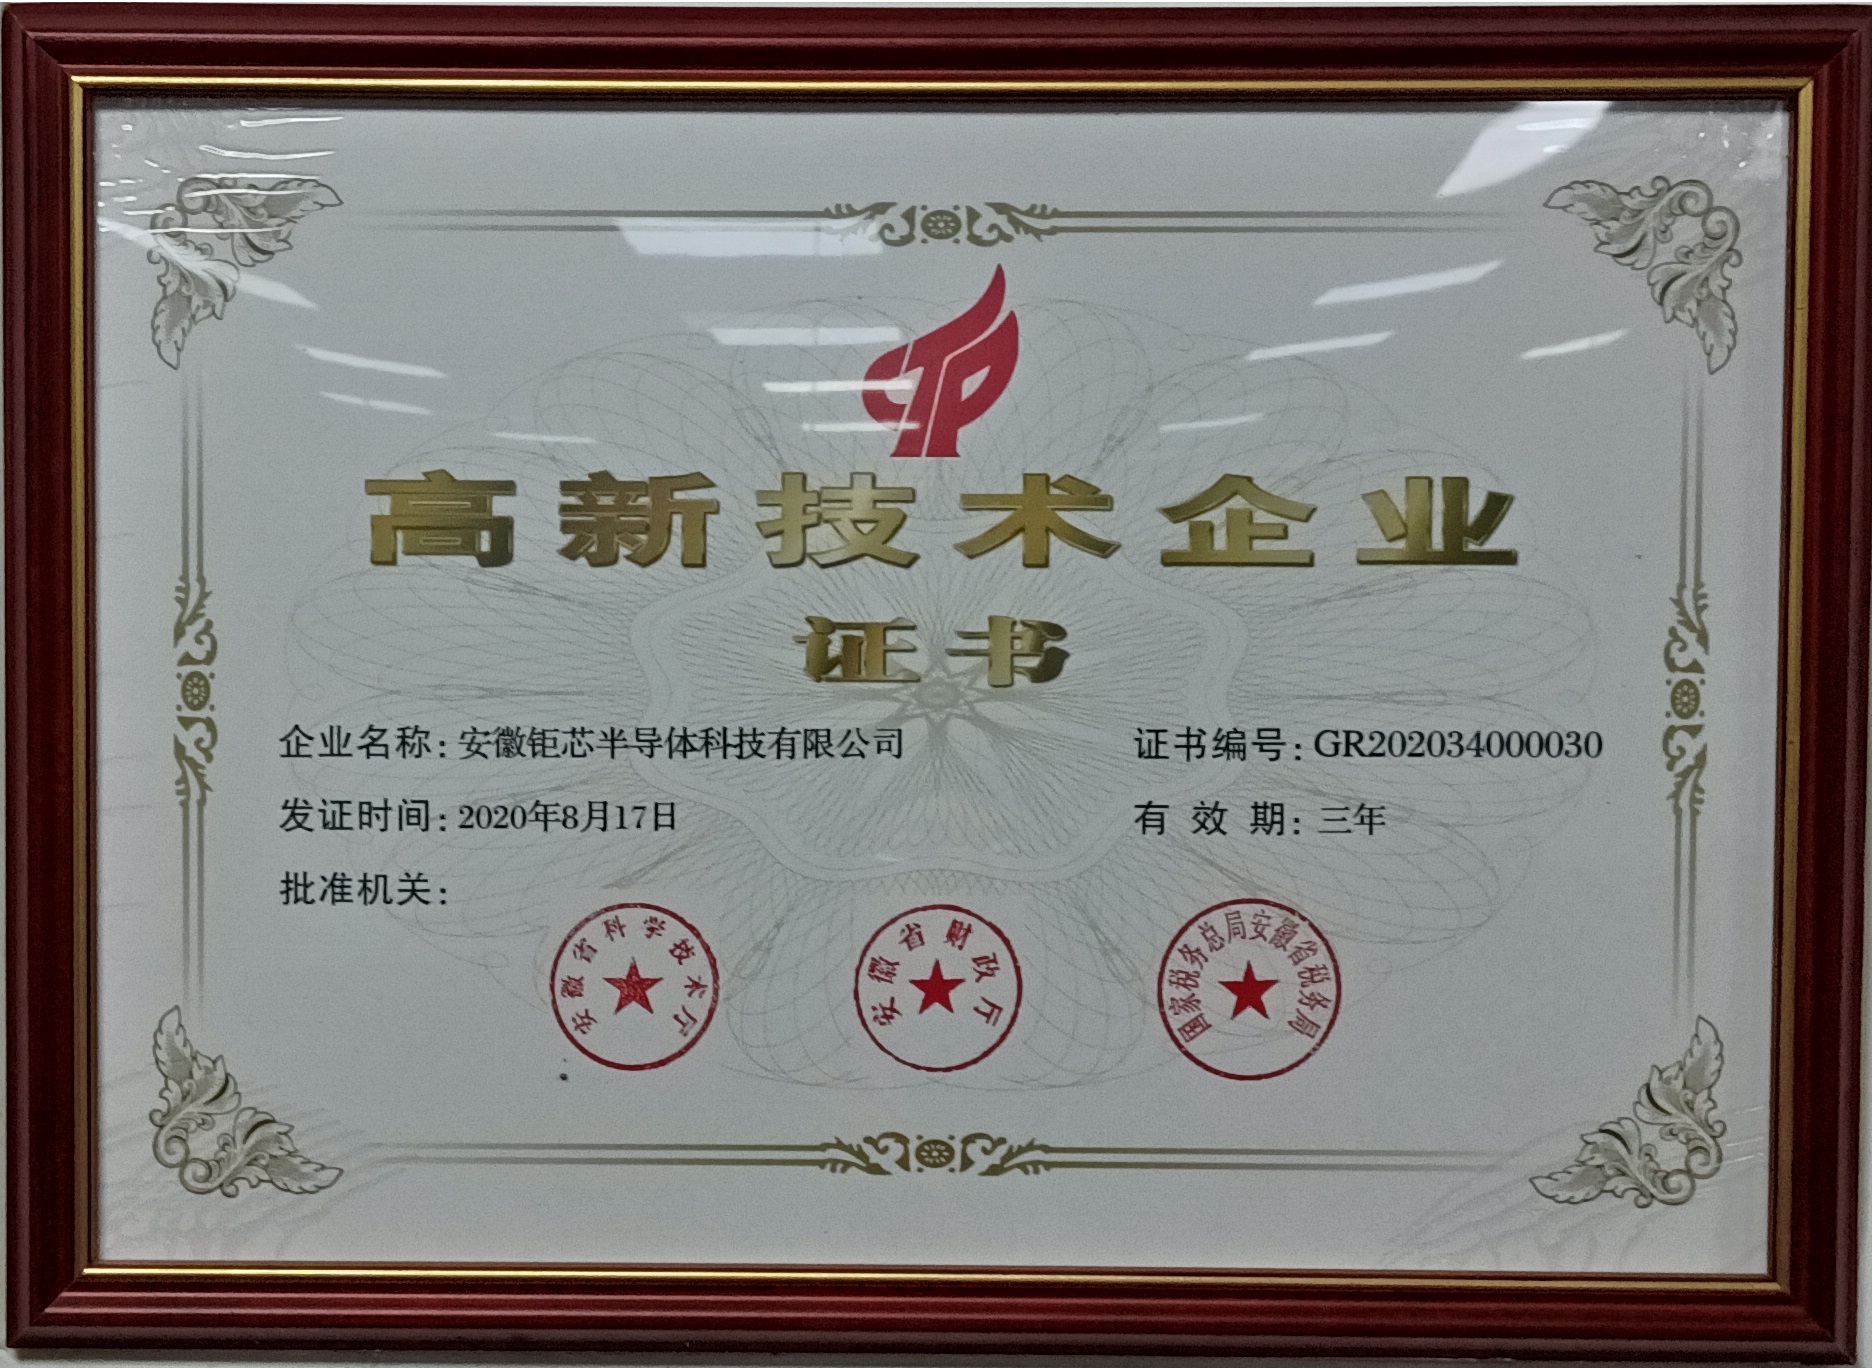 高新技术企业
证书
企业名称：安徽钜芯半导体科技有限公司
证书编号：GR202034000030
发证时间：2020年8月17日
有效期：三年
批准机关：
安徽省科学技术厅
安徽省财政厅
国家税务总局安徽省税务局